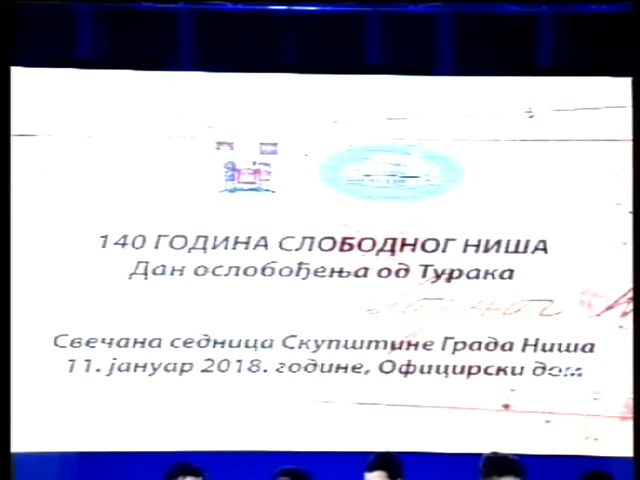 140 ГОДИНА СЛОБОДНОГ НИША
Дан ослобођења од Турака
Свечана седница Скупштине Града Ниша
11. јануар 2018. године, Официрски дом